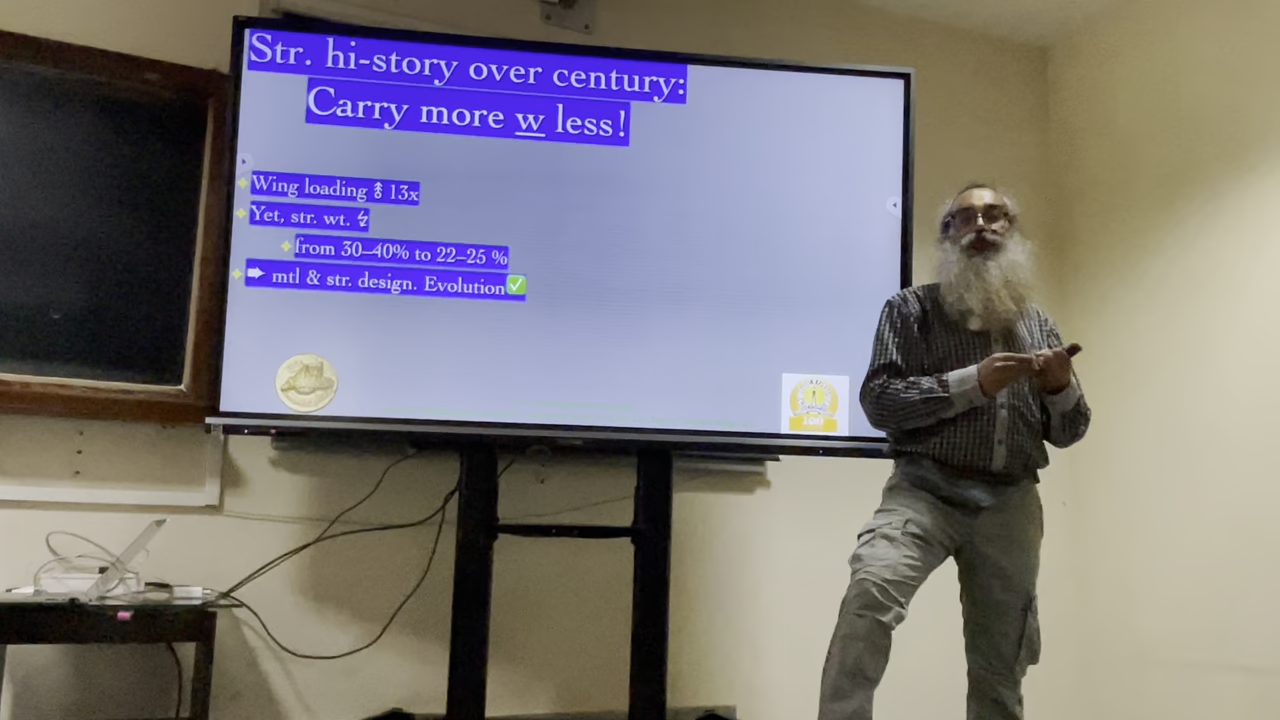 Str. hi-story over century:
Carry more w less!
Wing loading ⇞ 13x
Yet, str. wt. ↯
from 30–40% to 22–25 %
➡ mtl & str. design. Evolution✅
100